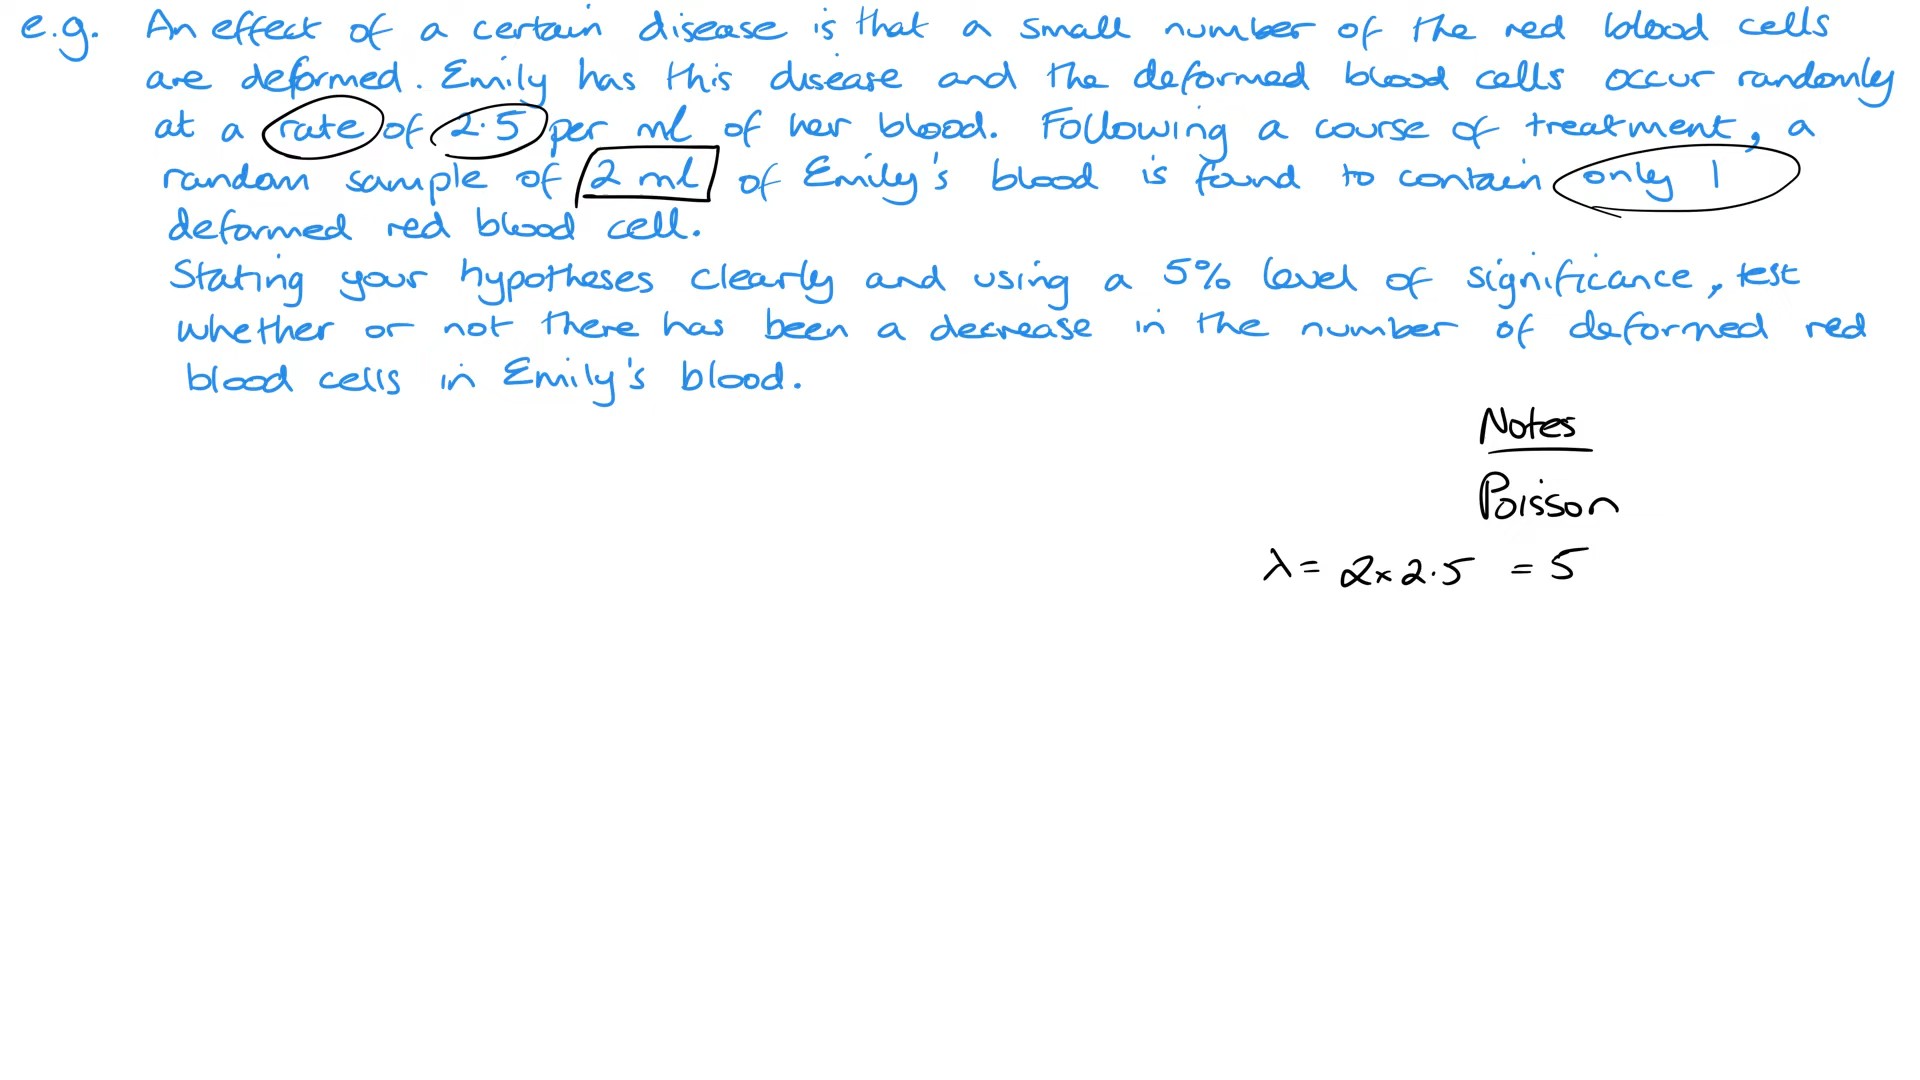 e.g. An effect of a certain disease is that a small number of the red blood cells
are deformed. Emily has this disease and the deformed blood cells occur randomly
at a rate of 2.5 per ml of her blood. Following a course of treatment, a
random sample of 2 ml of Emily's blood is found to contain only 1
deformed red blood cell.
Stating your hypotheses clearly and using a 5% level of significance, test
whether or not there has been a decrease in the number of deformed red
blood cells in Emily's blood.
Notes
Poisson
λ = 2 × 2.5 = 5